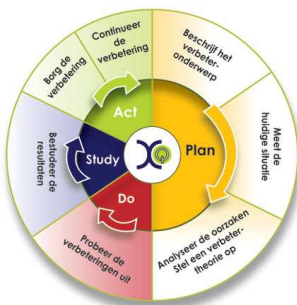 Continueer
de
verbetering
Beschrijf het
verbeter-
onderwerp
Borg de
verbetering
Meet de
huidige situatie
Act
Plan
Study
Do
Bestudeer de
resultaten
Probeer de
verbeteringen uit
Analyseer de oorzaken
Stel een verbeter-
theorie op